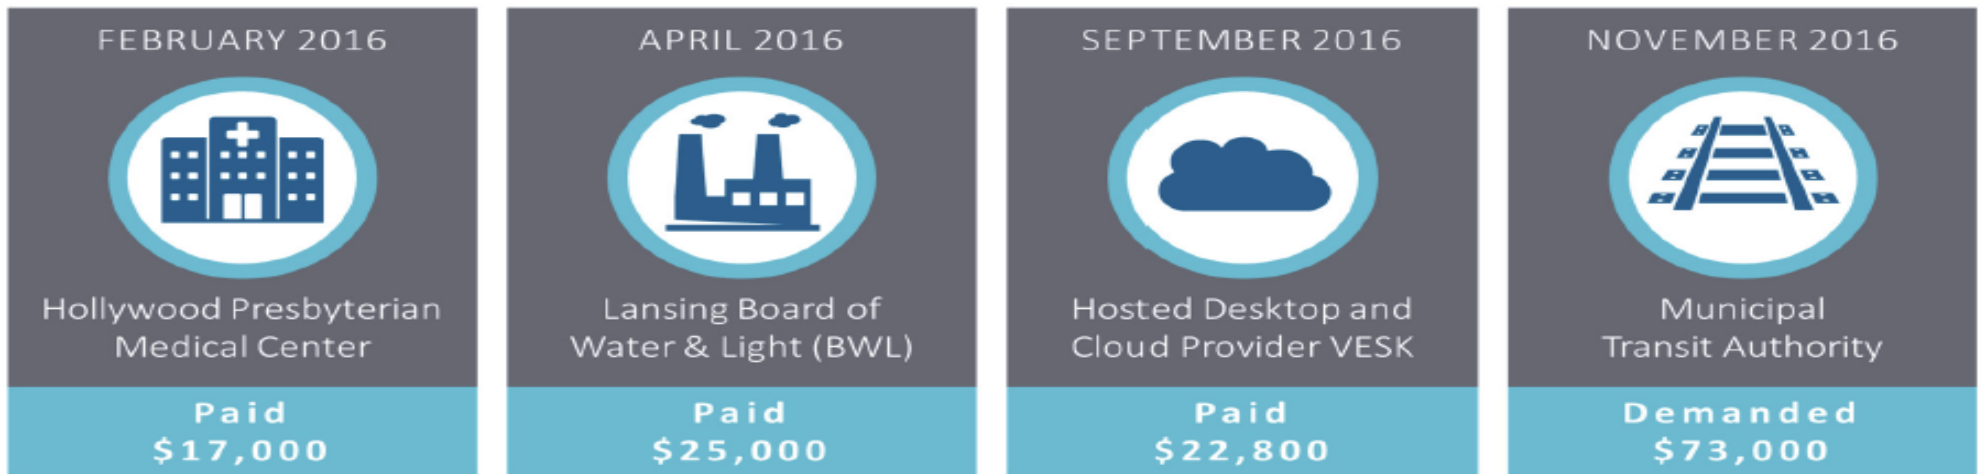 FEBRUARY 2016
Hollywood Presbyterian
Medical Center
Paid
$17,000
APRIL 2016
Lansing Board of
Water & Light (BWL)
Paid
$25,000
SEPTEMBER 2016
Hosted Desktop and
Cloud Provider VESK
Paid
$22,800
NOVEMBER 2016
Municipal
Transit Authority
Demanded
$73,000